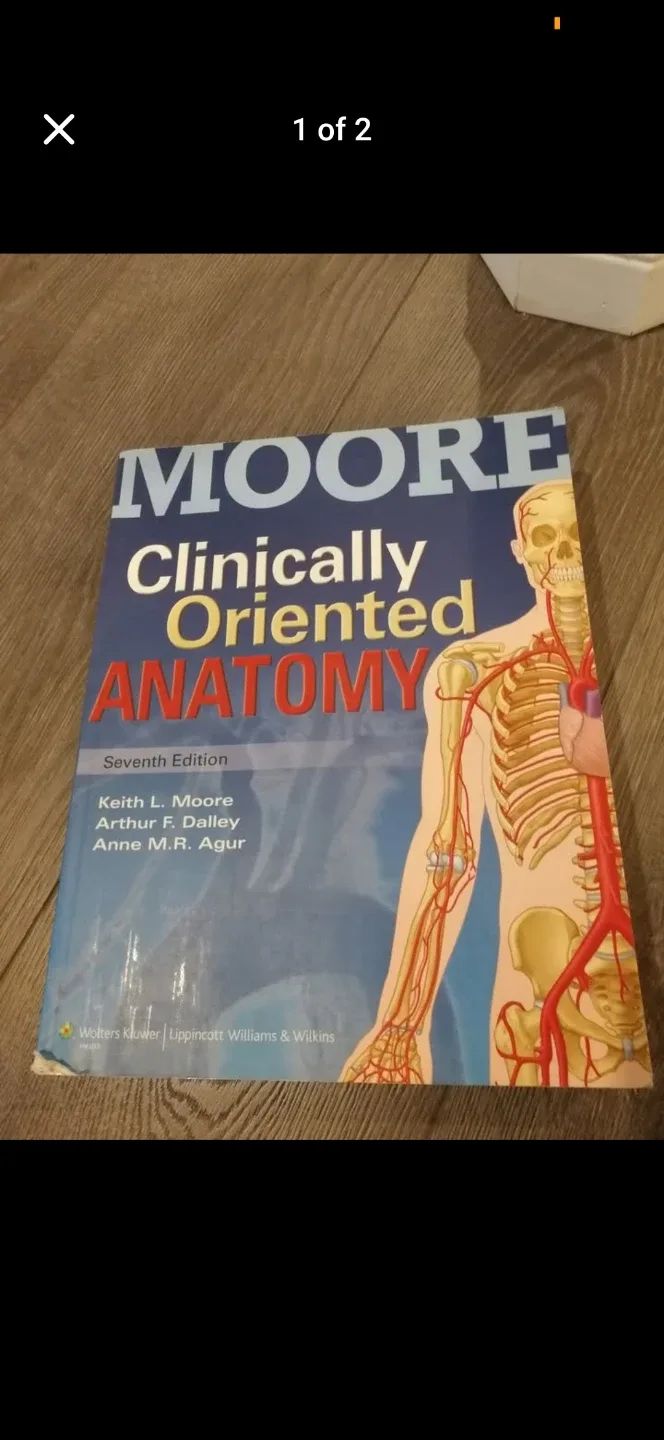 1 of 2
MOORE
Clinically
Oriented
ANATOMY
Seventh Edition
Keith L. Moore
Arthur F. Dalley
Anne M.R. Agur
Wolters Kluwer | Lippincott Williams & Wilkins